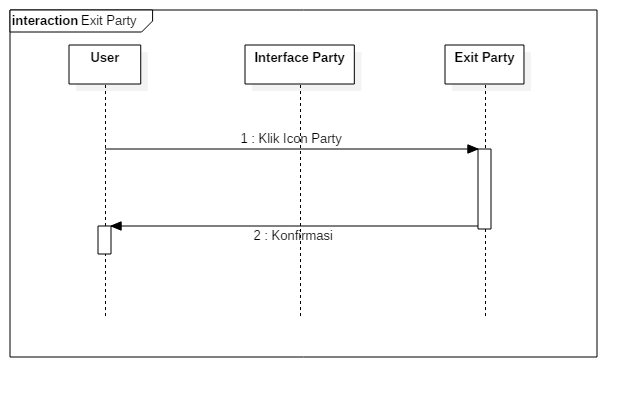 interaction Exit Party
User
Interface Party
Exit Party
1 : Klik Icon Party
2 : Konfirmasi